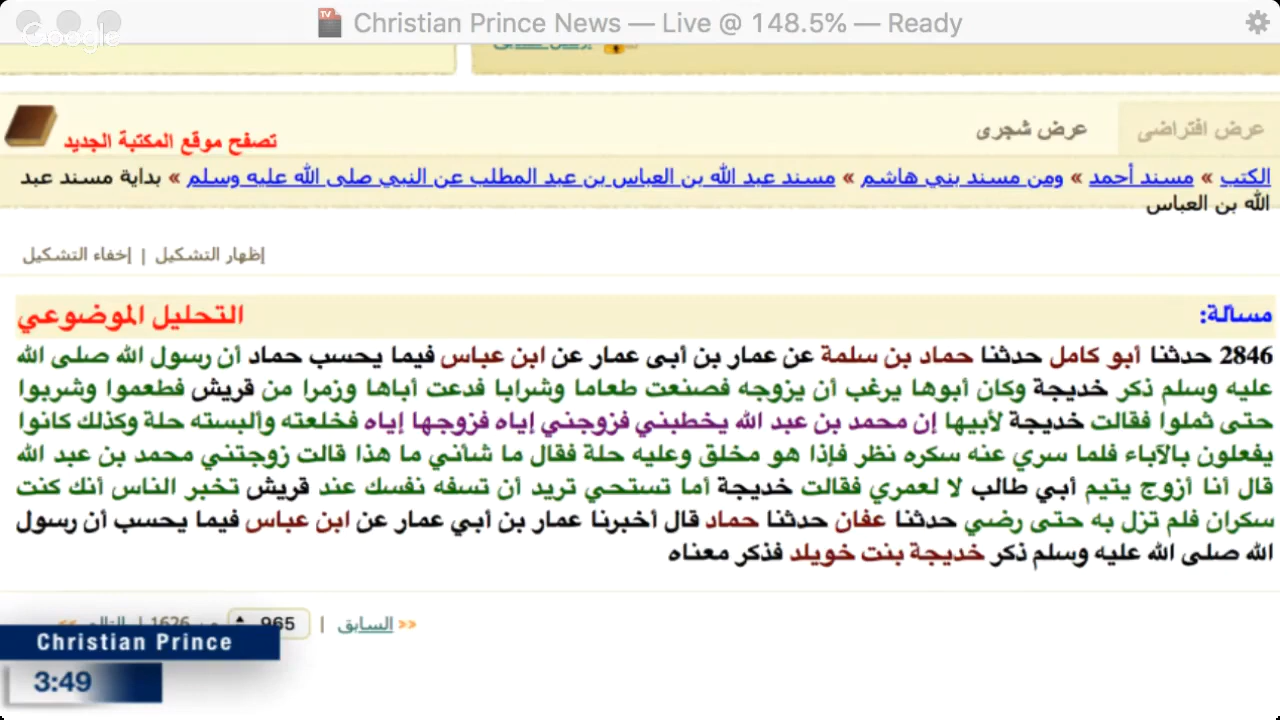 Christian Prince News — Live @ 148.5% — Ready
Google
عرض افتراضي عرض شجري
تصفح موقع المكتبة الجديد
الكتب » مسند أحمد » ومن مسند بني هاشم » مسند عبد الله بن العباس بن عبد المطلب عن النبي صلى الله عليه وسلم » بداية مسند عبد
الله بن العباس
إظهار التشكيل | إخفاء التشكيل
مسألة: التحليل الموضوعي
2846 حدثنا أبو كامل حدثنا حماد بن سلمة عن عمار بن أبي عمار عن ابن عباس فيما يحسب حماد أن رسول الله صلى الله
عليه وسلم ذكر خديجة وكان أبوها يرغب أن يزوجه فصنعت طعاما وشرابا فدعت أباها وزمرا من قريش فطعموا وشربوا
حتى ثملوا فقالت خديجة لأبيها إن محمد بن عبد الله يخطبني فزوجني إياه فزوجها إياه فخلعته وألبسته حلة وكذلك كانوا
يفعلون بالآباء فلما سري عنه سكره نظر فإذا هو مخلق وعليه حلة فقال ما شأني ما هذا قالت زوجتني محمد بن عبد الله
قال أنا أزوج يتيم أبي طالب لا لعمري فقالت خديجة أما تستحي تريد أن تسفه نفسك عند قريش تخبر الناس أنك كنت
سكران فلم تزل به حتى رضي حدثنا عفان حدثنا حماد قال أخبرنا عمار بن أبي عمار عن ابن عباس فيما يحسب أن رسول
الله صلى الله عليه وسلم ذكر خديجة بنت خويلد فذكر معناه
السابق | 965 من 1626 | التالي
Christian Prince
3:49